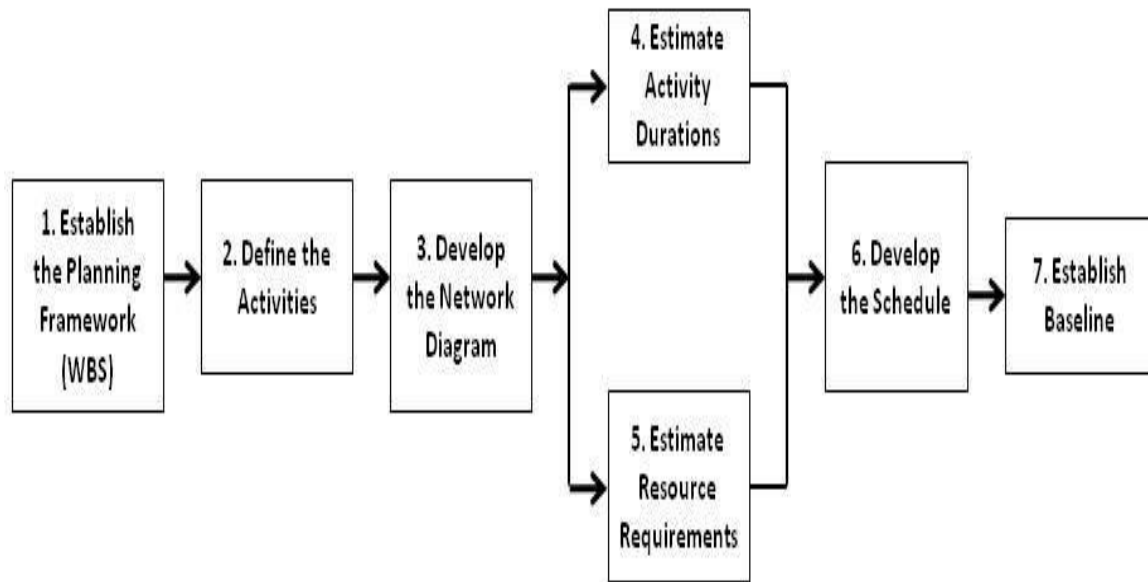 1. Establish
the Planning
Framework
(WBS)
2. Define the
Activities
3. Develop
the Network
Diagram
4. Estimate
Activity
Durations
5. Estimate
Resource
Requirements
6. Develop
the Schedule
7. Establish
Baseline